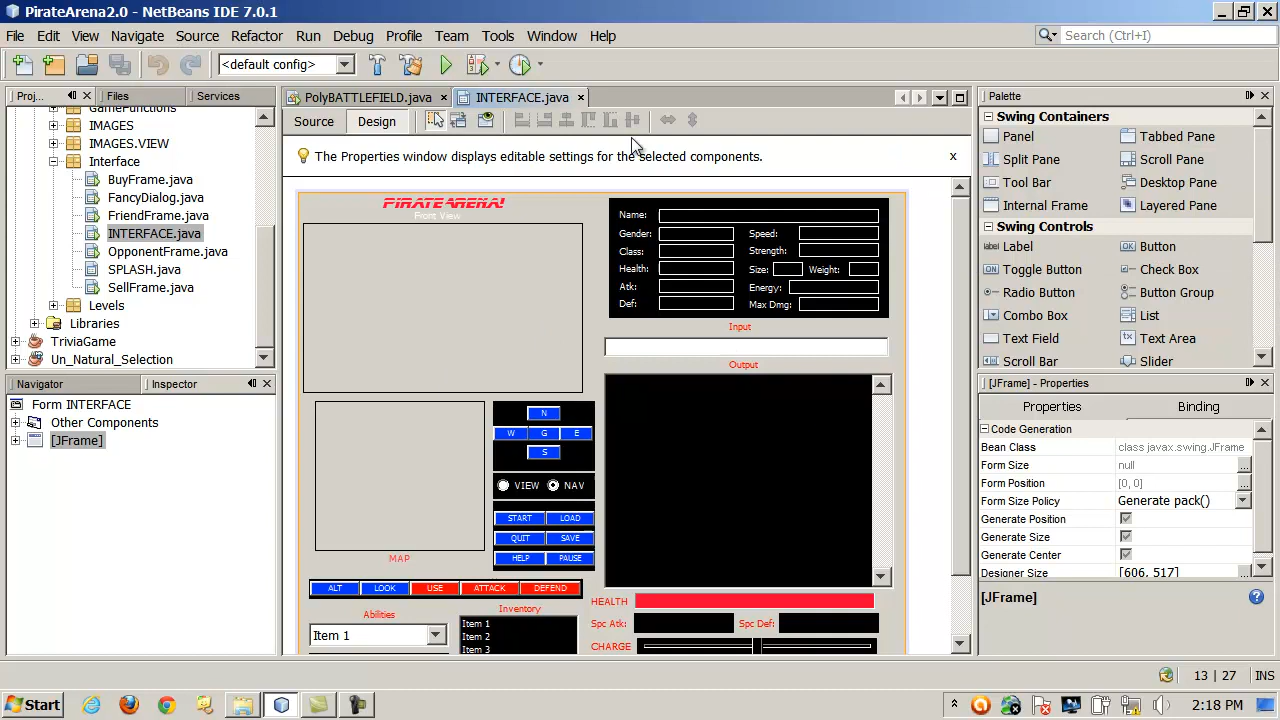 PirateArena2.0 - NetBeans IDE 7.0.1
File Edit View Navigate Source Refactor Run Debug Profile Team Tools Window Help
Search (Ctrl+I)
<default config>
Proj... Files Services
GameFunctions
IMAGES
IMAGES.VIEW
Interface
BuyFrame.java
FancyDialog.java
FriendFrame.java
INTERFACE.java
OpponentFrame.java
SPLASH.java
SellFrame.java
Levels
Libraries
TriviaGame
Un_Natural_Selection
Navigator Inspector
Form INTERFACE
Other Components
[JFrame]
PolyBATTLEFIELD.java x INTERFACE.java x
Source Design
The Properties window displays editable settings for the selected components. x
PIRATE ARENA!
Front View
Name:
Gender: Speed:
Class: Strength:
Health: Size: Weight:
Atk: Energy:
Def: Max Dmg:
Input
Output
N
W G E
S
VIEW NAV
START LOAD
QUIT SAVE
HELP PAUSE
MAP
ALT LOOK USE ATTACK DEFEND
Abilities
Item 1
Inventory
Item 1
Item 2
Item 3
HEALTH
Spc Atk: Spc Def:
CHARGE
Palette
Swing Containers
Panel Tabbed Pane
Split Pane Scroll Pane
Tool Bar Desktop Pane
Internal Frame Layered Pane
Swing Controls
label Label OK Button
ON Toggle Button Check Box
Radio Button Button Group
Combo Box List
Text Field Text Area
Scroll Bar Slider
[JFrame] - Properties
Properties Binding
Code Generation
Bean Class class javax.swing.JFrame
Form Size null ...
Form Position [0, 0] ...
Form Size Policy Generate pack()
Generate Position
Generate Size
Generate Center
Designer Size [606, 517] ...
[JFrame]
13 | 27 INS
Start
2:18 PM